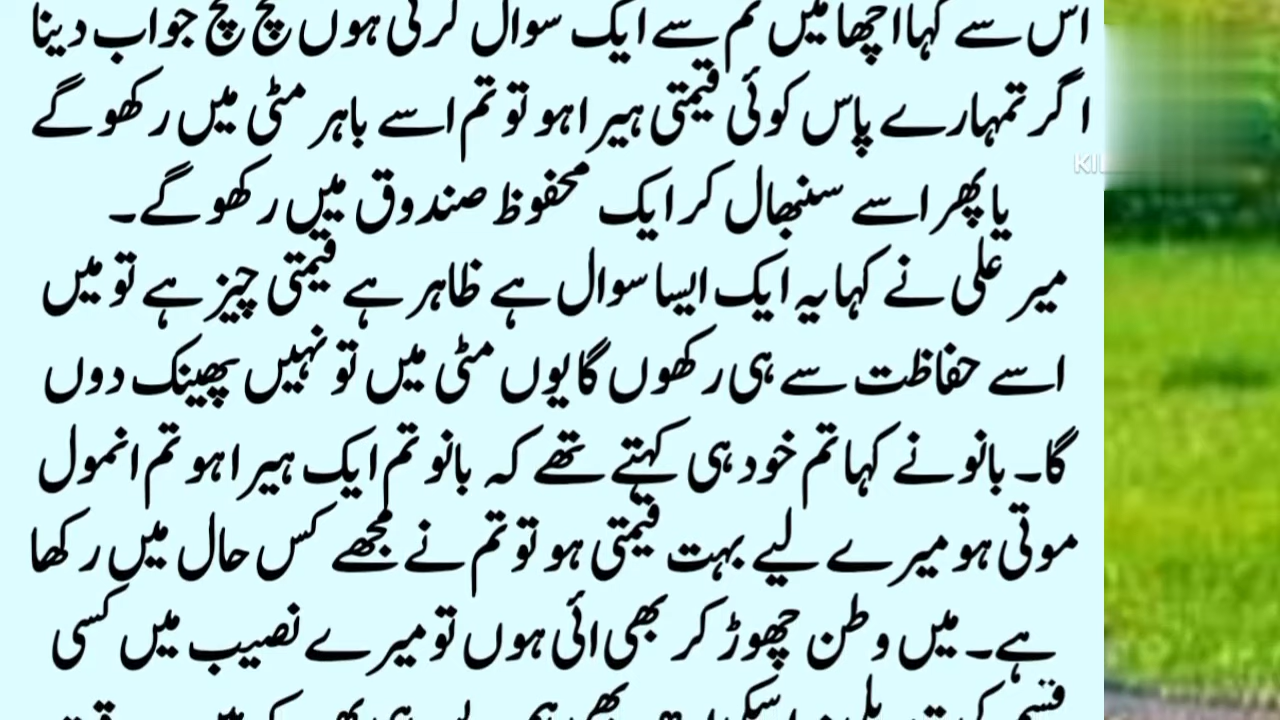 اس سے کہا اچھا میں تم سے ایک سوال کرتی ہوں سچ سچ جواب دینا
اگر تمہارے پاس کوئی قیمتی ہیرا ہو تو تم اسے باہر مٹی میں رکھو گے
یا پھر اسے سنبھال کر ایک محفوظ صندوق میں رکھو گے۔
میر علی نے کہا یہ ایک ایسا سوال ہے ظاہر ہے قیمتی چیز ہے تو میں
اسے حفاظت سے ہی رکھوں گا یوں مٹی میں تو نہیں پھینک دوں
گا۔ بانو نے کہا تم خود ہی کہتے تھے کہ بانو تم ایک ہیرا ہو تم انمول
موتی ہو میرے لیے بہت قیمتی ہو تو تم نے مجھے کس حال میں رکھا
ہے۔ میں وطن چھوڑ کر بھی ائی ہوں تو میرے نصیب میں کسی